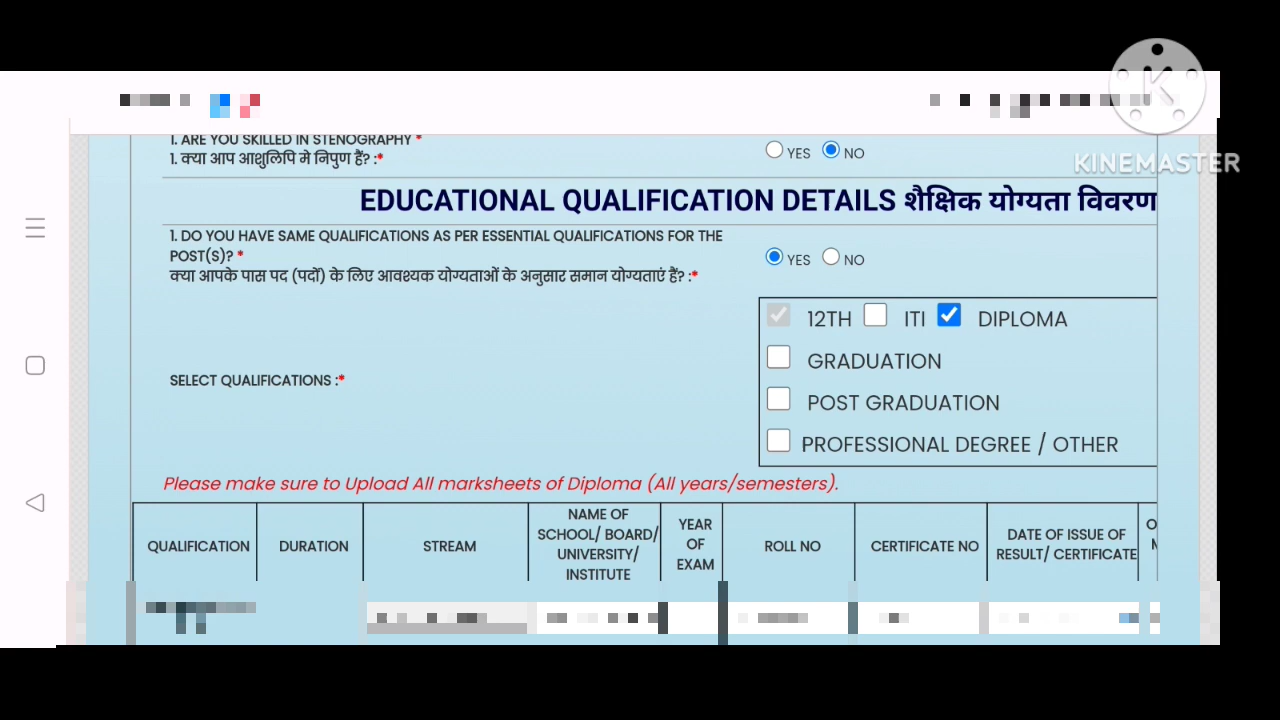 KINEMASTER
1. ARE YOU SKILLED IN STENOGRAPHY *
1. क्या आप आशुलिपि मे निपुण हैं? :*
YES NO
EDUCATIONAL QUALIFICATION DETAILS शैक्षिक योग्यता विवरण
1. DO YOU HAVE SAME QUALIFICATIONS AS PER ESSENTIAL QUALIFICATIONS FOR THE
POST(S)? *
क्या आपके पास पद (पदों) के लिए आवश्यक योग्यताओं के अनुसार समान योग्यताएं हैं? :*
YES NO
SELECT QUALIFICATIONS :*
12TH ITI DIPLOMA
GRADUATION
POST GRADUATION
PROFESSIONAL DEGREE / OTHER
Please make sure to Upload All marksheets of Diploma (All years/semesters).
QUALIFICATION
DURATION
STREAM
NAME OF
SCHOOL/ BOARD/
UNIVERSITY/
INSTITUTE
YEAR
OF
EXAM
ROLL NO
CERTIFICATE NO
DATE OF ISSUE OF
RESULT/ CERTIFICATE